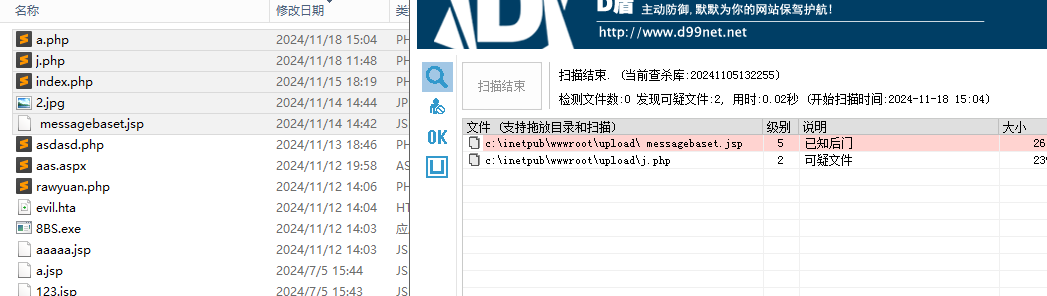 名称 修改日期 类
a.php 2024/11/18 15:04 PH
j.php 2024/11/18 11:48 PH
index.php 2024/11/15 18:19 PH
2.jpg 2024/11/14 14:44 JP
messagebaset.jsp 2024/11/14 14:42 JS
asdasd.php 2024/11/13 18:46 PH
aas.aspx 2024/11/12 19:58 AS
rawyuan.php 2024/11/12 14:06 PH
evil.hta 2024/11/12 14:04 HT
8BS.exe 2024/11/12 14:03 应
aaaaa.jsp 2024/11/12 14:03 JS
a.jsp 2024/7/5 15:44 JS
123.jsp 2024/7/5 15:43 JS
D盾 主动防御,默默为你的网站保驾护航!
http://www.d99net.net
扫描结束
扫描结束. (当前查杀库:20241105132255)
检测文件数:0 发现可疑文件:2, 用时:0.02秒 (开始扫描时间:2024-11-18 15:04)
OK
文件 (支持拖放目录和扫描) 级别 说明 大小
c:\inetpub\wwwroot\upload\ messagebaset.jsp 5 已知后门 26
c:\inetpub\wwwroot\upload\j.php 2 可疑文件 239